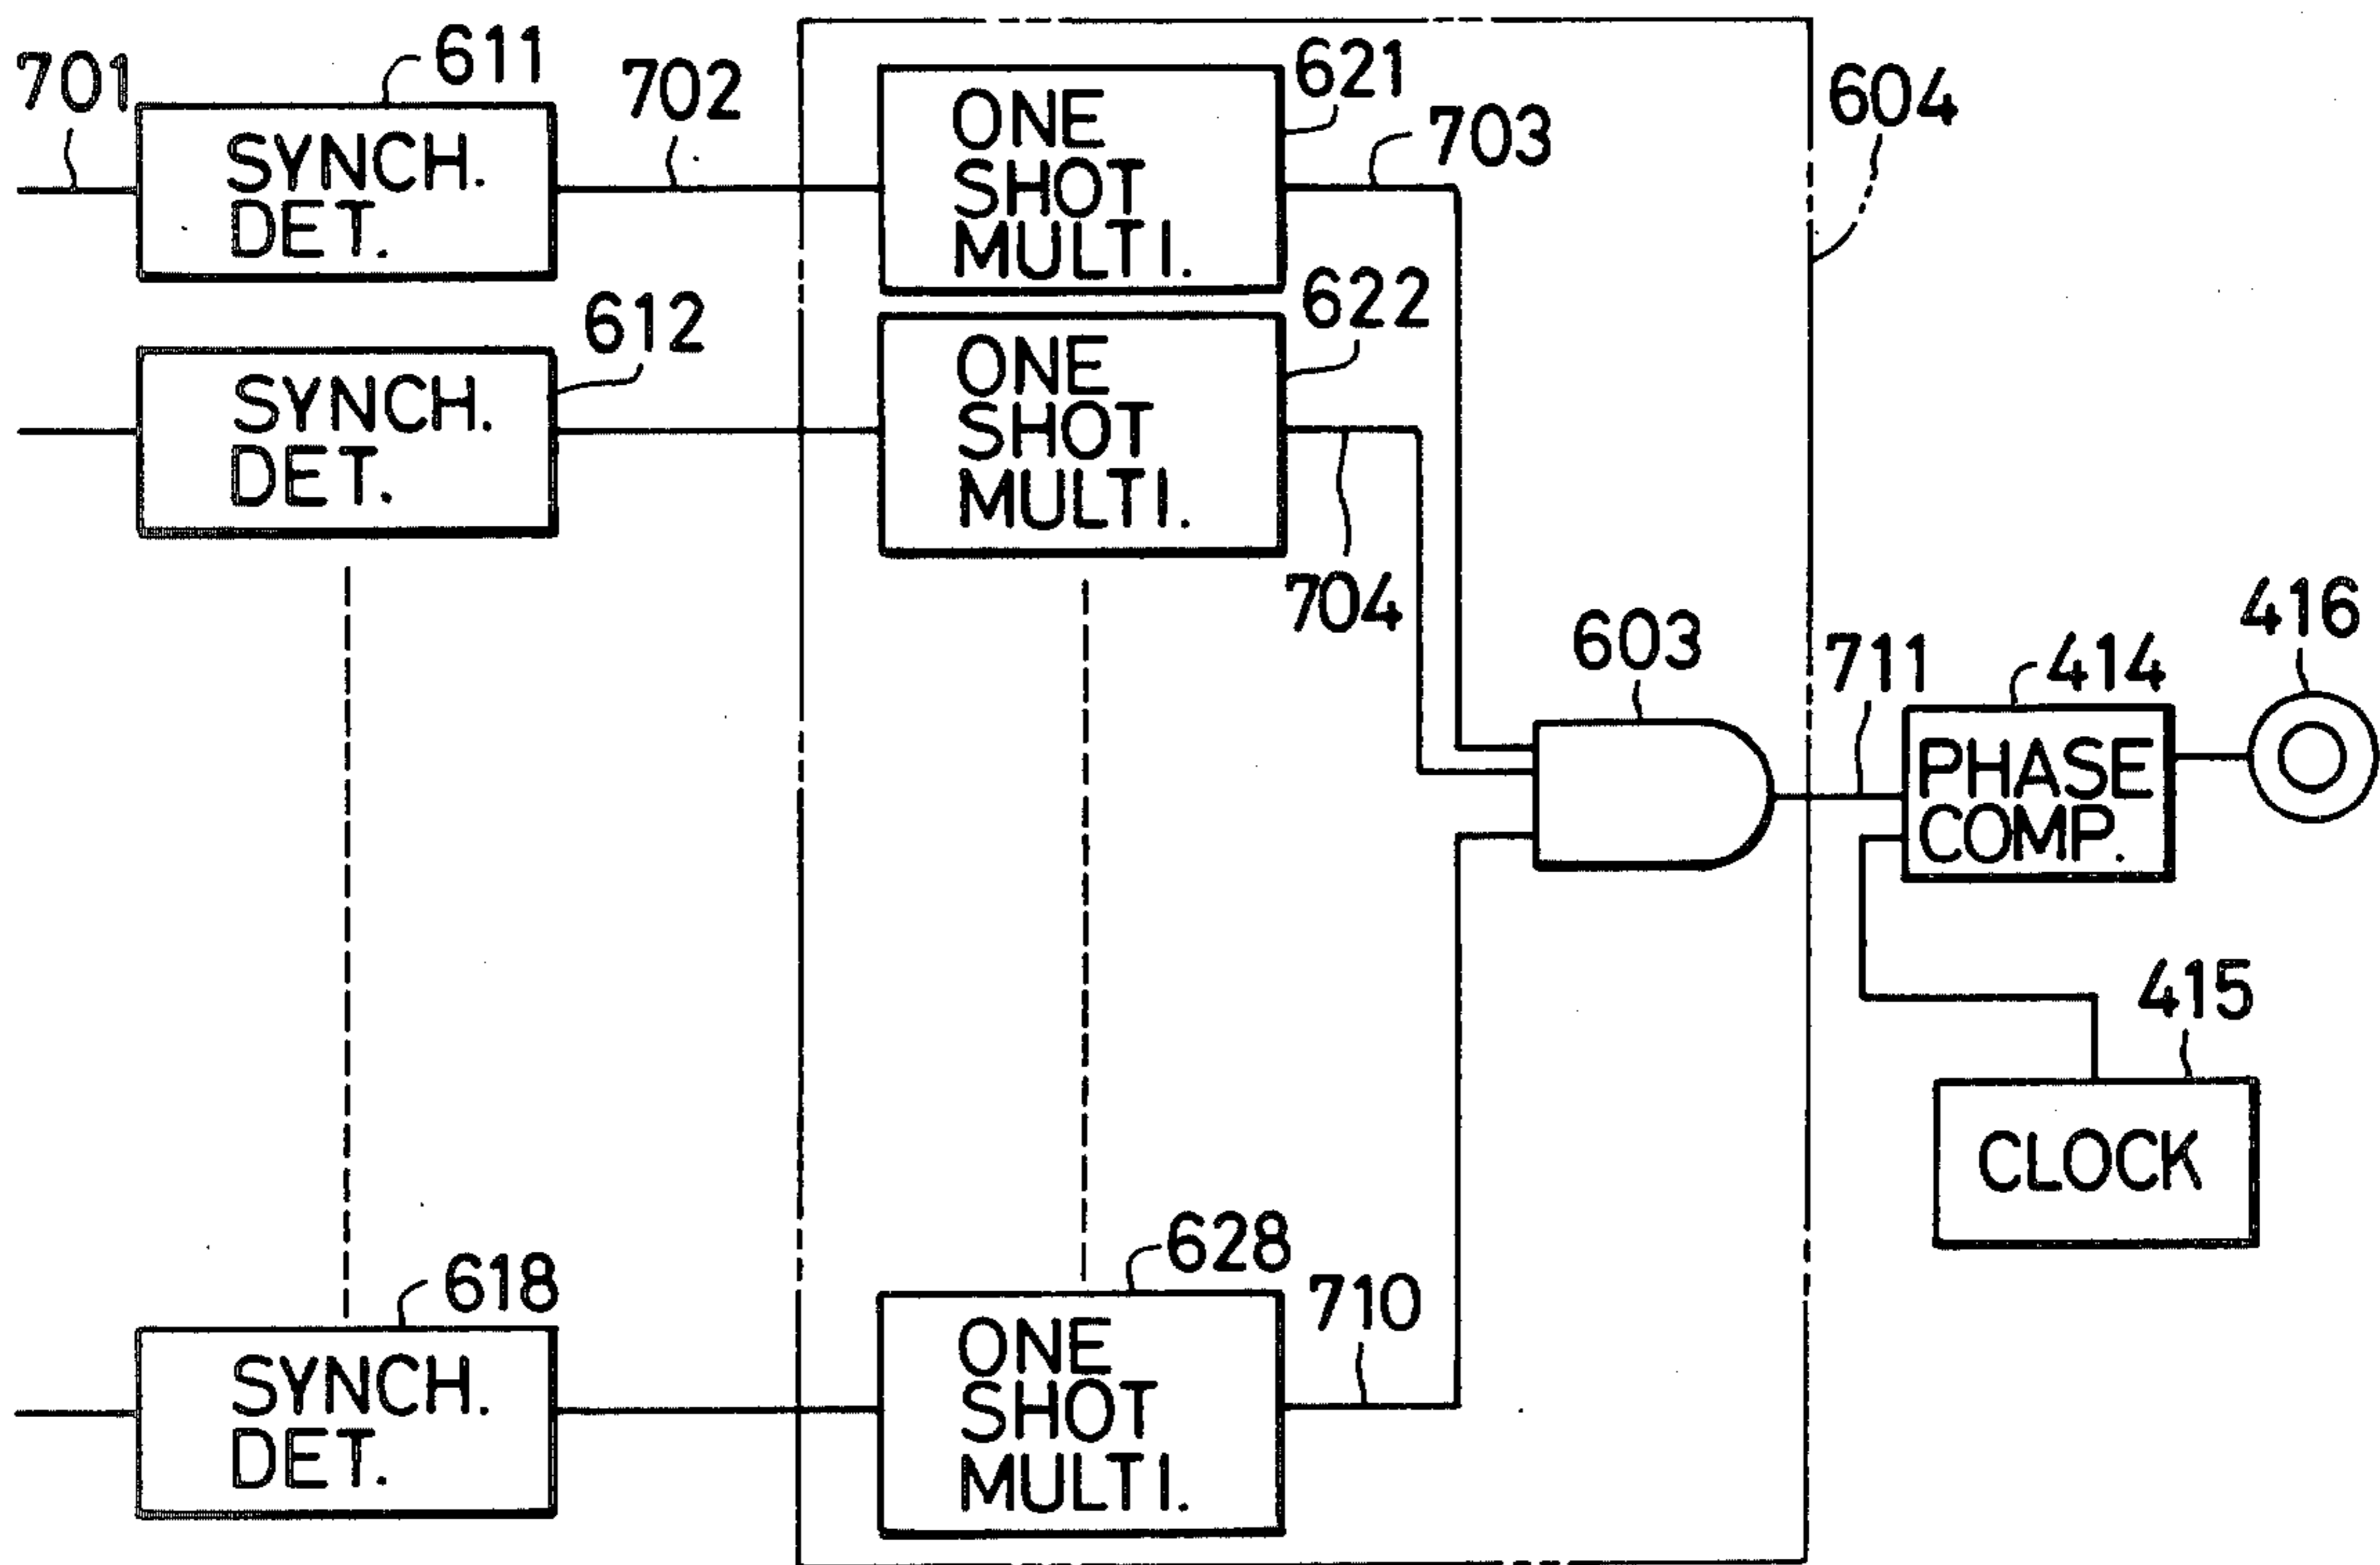 701
611
SYNCH.
DET.
702
ONE
SHOT
MULTI.
621
703
604
612
SYNCH.
DET.
ONE
SHOT
MULTI.
622
704
603
711
414
PHASE
COMP.
416
415
CLOCK
618
SYNCH.
DET.
628
ONE
SHOT
MULTI.
710